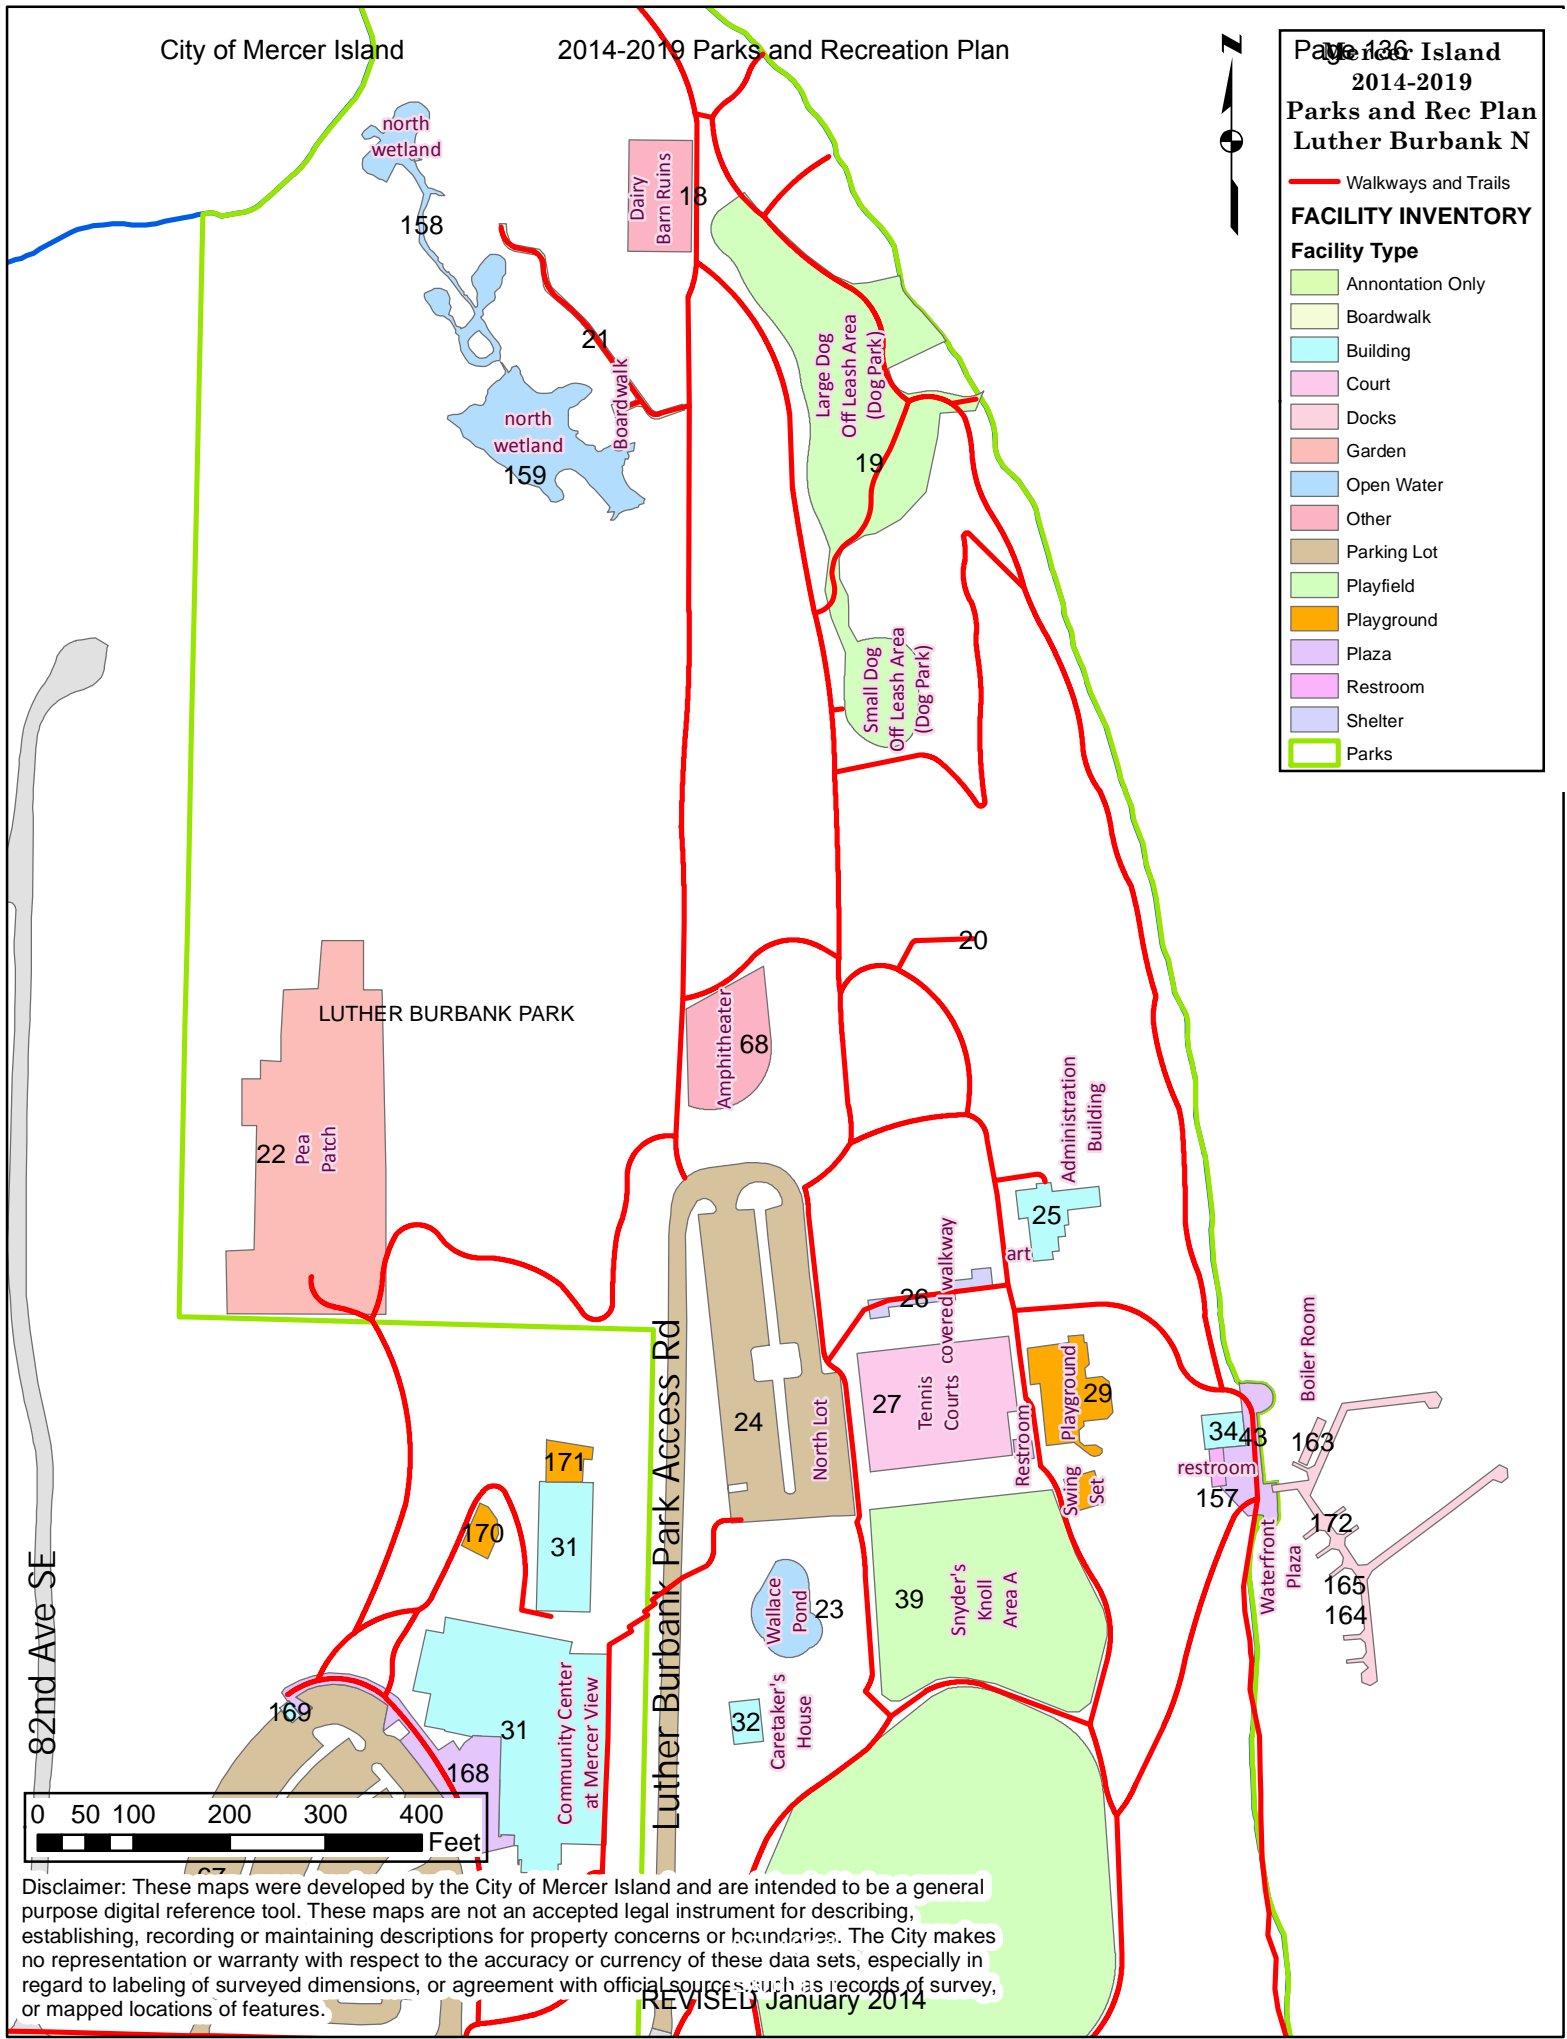 City of Mercer Island
2014-2019 Parks and Recreation Plan
Page 136
Mercer Island
2014-2019
Parks and Rec Plan
Luther Burbank N
Walkways and Trails
FACILITY INVENTORY
Facility Type
Annontation Only
Boardwalk
Building
Court
Docks
Garden
Open Water
Other
Parking Lot
Playfield
Playground
Plaza
Restroom
Shelter
Parks
N
north
wetland
158
Dairy
Barn Ruins
18
21
Boardwalk
north
wetland
159
Large Dog
Off Leash Area
(Dog Park)
19
Small Dog
Off Leash Area
(Dog Park)
20
LUTHER BURBANK PARK
Amphitheater
68
22
Pea
Patch
Administration
Building
25
art
covered walkway
26
27
Tennis
Courts
Restroom
Playground
29
Swing
Set
24
North Lot
Luther Burbank Park Access Rd
Boiler Room
34
43
163
restroom
157
172
Waterfront
Plaza
165
164
171
170
31
39
Snyder's
Knoll
Area A
Wallace
Pond
23
32
Caretaker's
House
82nd Ave SE
169
31
Community Center
at Mercer View
168
0 50 100 200 300 400
Feet
67
Disclaimer: These maps were developed by the City of Mercer Island and are intended to be a general
purpose digital reference tool. These maps are not an accepted legal instrument for describing,
establishing, recording or maintaining descriptions for property concerns or boundaries. The City makes
no representation or warranty with respect to the accuracy or currency of these data sets, especially in
regard to labeling of surveyed dimensions, or agreement with official sources such as records of survey,
or mapped locations of features.
REVISED January 2014